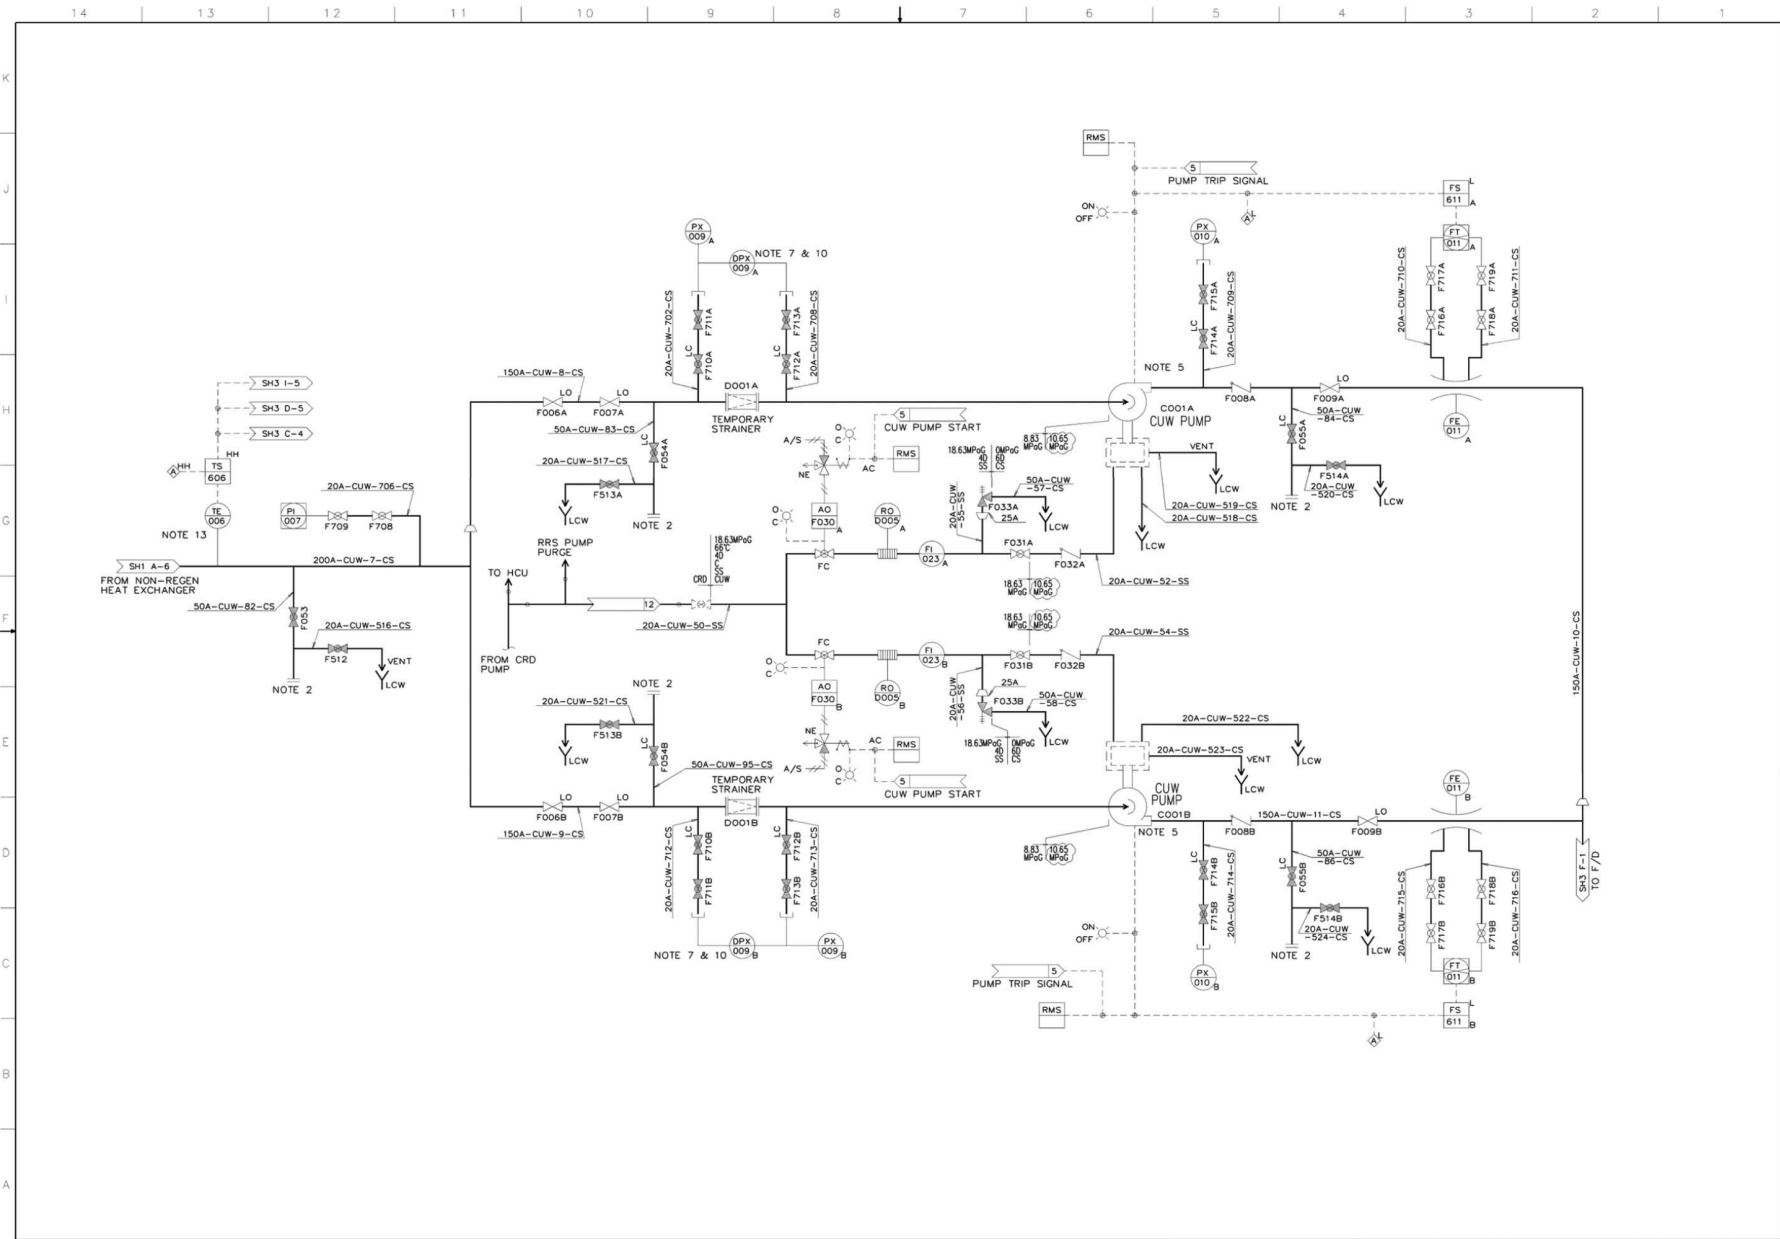 14 13 12 11 10 9 8 7 6 5 4 3 2 1
K
J
I
H
G
F
E
D
C
B
A
RMS
5
PUMP TRIP SIGNAL
ON
OFF
A L
FS
611
L
A
FT
011
A
PX
009
A
DPX
009
A
NOTE 7 & 10
PX
010
A
20A-CUW-702-CS
LC
F711A
F710A
LC
F713A
F712A
20A-CUW-708-CS
LC
F715A
F714A
20A-CUW-709-CS
20A-CUW-710-CS
F717A
F716A
F719A
F718A
20A-CUW-711-CS
NOTE 5
SH3 I-5
SH3 D-5
SH3 C-4
150A-CUW-8-CS
LO
F006A
LO
F007A
D001A
TEMPORARY
STRAINER
50A-CUW-83-CS
LC
F054A
20A-CUW-517-CS
F513A
LCW
NOTE 2
5
CUW PUMP START
A/S
O
C
NE
AC
RMS
C001A
CUW PUMP
8.83
MPaG
10.65
MPaG
F008A
LO
F009A
50A-CUW
-84-CS
LC
F055A
F514A
20A-CUW
-520-CS
LCW
NOTE 2
FE
011
A
VENT
LCW
20A-CUW-519-CS
20A-CUW-518-CS
LCW
A HH
HH
TS
606
TE
006
NOTE 13
PI
007
20A-CUW-706-CS
F709
F708
SH1 A-6
FROM NON-REGEN
HEAT EXCHANGER
200A-CUW-7-CS
50A-CUW-82-CS
F053
20A-CUW-516-CS
F512
VENT
LCW
NOTE 2
RRS PUMP
PURGE
TO HCU
FROM CRD
PUMP
12
18.63MPaG
66°C
4D
C
SS
CRD
CUW
20A-CUW-50-SS
O
C
AO
F030
A
FC
RO
D005
A
FI
023
A
18.63MPaG
4D
SS
0MPaG
6D
CS
20A-CUW
-55-SS
F033A
50A-CUW
-57-CS
25A
LCW
F031A
F032A
20A-CUW-52-SS
18.63
MPaG
10.65
MPaG
18.63
MPaG
10.65
MPaG
20A-CUW-54-SS
FC
O
C
AO
F030
B
RO
D005
B
FI
023
B
F031B
F032B
20A-CUW
-56-SS
25A
F033B
50A-CUW
-58-CS
LCW
18.63MPaG
4D
SS
0MPaG
6D
CS
NE
A/S
O
C
AC
RMS
5
CUW PUMP START
NOTE 2
20A-CUW-521-CS
F513B
LCW
LC
F054B
50A-CUW-95-CS
TEMPORARY
STRAINER
D001B
LO
F006B
LO
F007B
150A-CUW-9-CS
20A-CUW-522-CS
LCW
20A-CUW-523-CS
VENT
LCW
CUW
PUMP
C001B
NOTE 5
8.83
MPaG
10.65
MPaG
F008B
150A-CUW-11-CS
LO
F009B
FE
011
B
150A-CUW-10-CS
SH3 F-1
TO F/D
20A-CUW-712-CS
LC
F710B
F711B
LC
F712B
F713B
20A-CUW-713-CS
NOTE 7 & 10
DPX
009
B
PX
009
B
LC
F714B
F715B
20A-CUW-714-CS
PX
010
B
50A-CUW
-86-CS
LC
F055B
F514B
20A-CUW
-524-CS
LCW
NOTE 2
20A-CUW-715-CS
F716B
F717B
F718B
F719B
20A-CUW-716-CS
FT
011
B
FS
611
L
B
ON
OFF
5
PUMP TRIP SIGNAL
RMS
A L